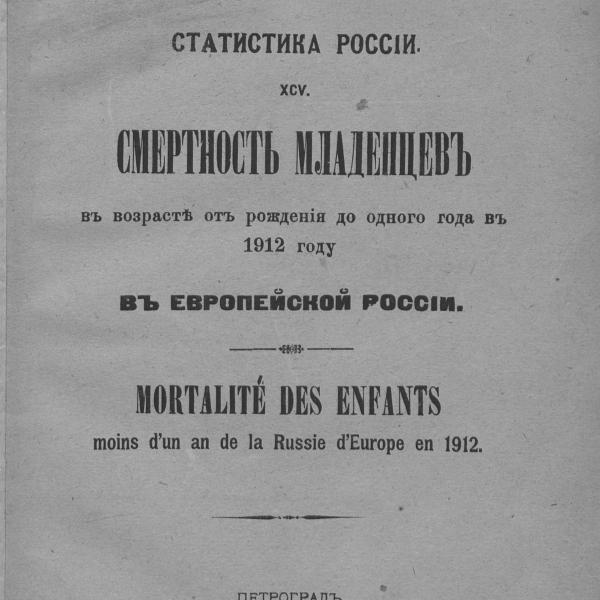 СТАТИСТИКА РОССІИ.
XCV.
СМЕРТНОСТЬ МЛАДЕНЦЕВЪ
въ возрастѣ отъ рожденія до одного года въ
1912 году
ВЪ ЕВРОПЕЙСКОЙ РОССІИ.
MORTALITÉ DES ENFANTS
moins d'un an de la Russie d'Europe en 1912.
ПЕТРОГРАДЪ